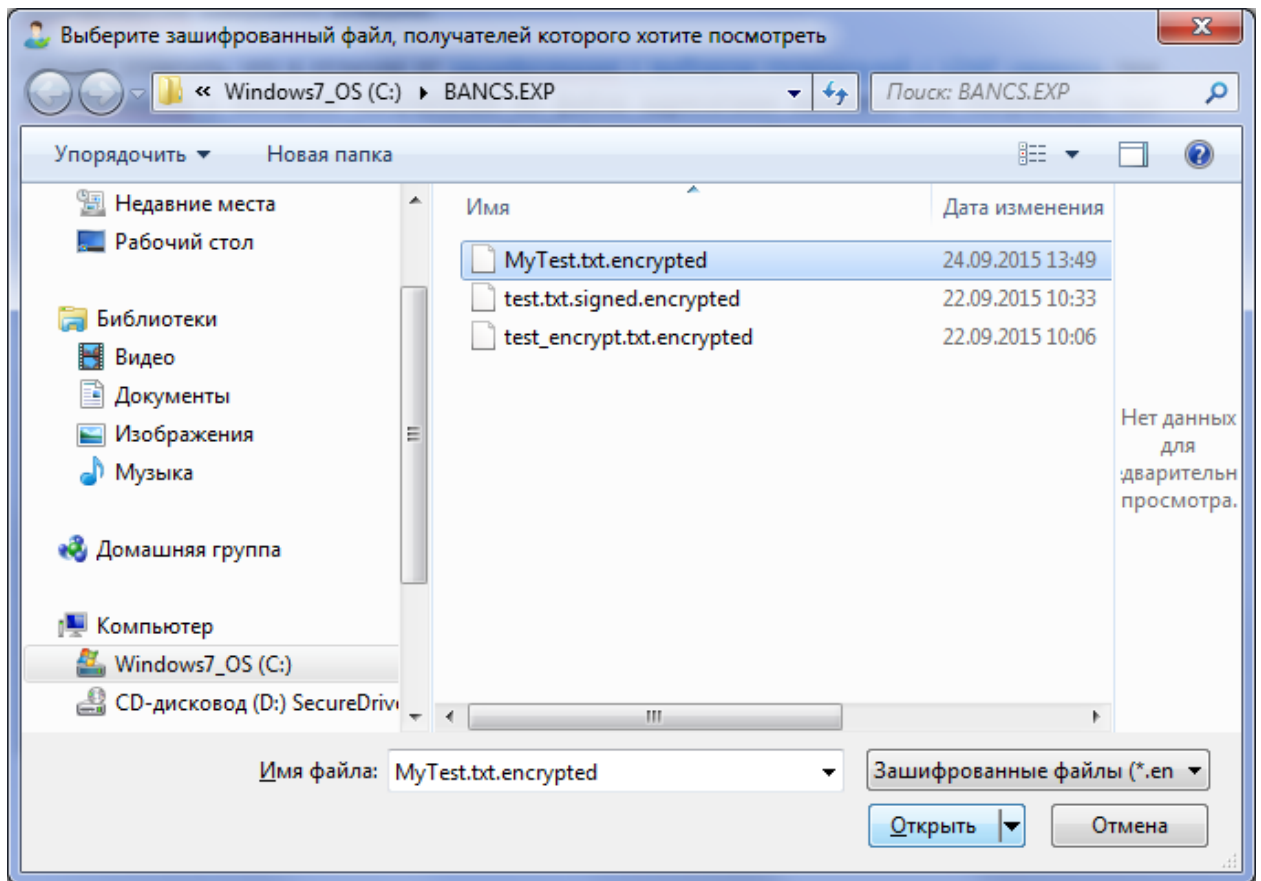 Выберите зашифрованный файл, получателей которого хотите посмотреть
« Windows7_OS (C:) BANCS.EXP
Поиск: BANCS.EXP
Упорядочить Новая папка
Недавние места
Рабочий стол
Библиотеки
Видео
Документы
Изображения
Музыка
Домашняя группа
Компьютер
Windows7_OS (C:)
CD-дисковод (D:) SecureDriv
Имя Дата изменения
MyTest.txt.encrypted 24.09.2015 13:49
test.txt.signed.encrypted 22.09.2015 10:33
test_encrypt.txt.encrypted 22.09.2015 10:06
Нет данных
для
дварительн
просмотра.
Имя файла: MyTest.txt.encrypted
Зашифрованные файлы (*.en
Открыть Отмена